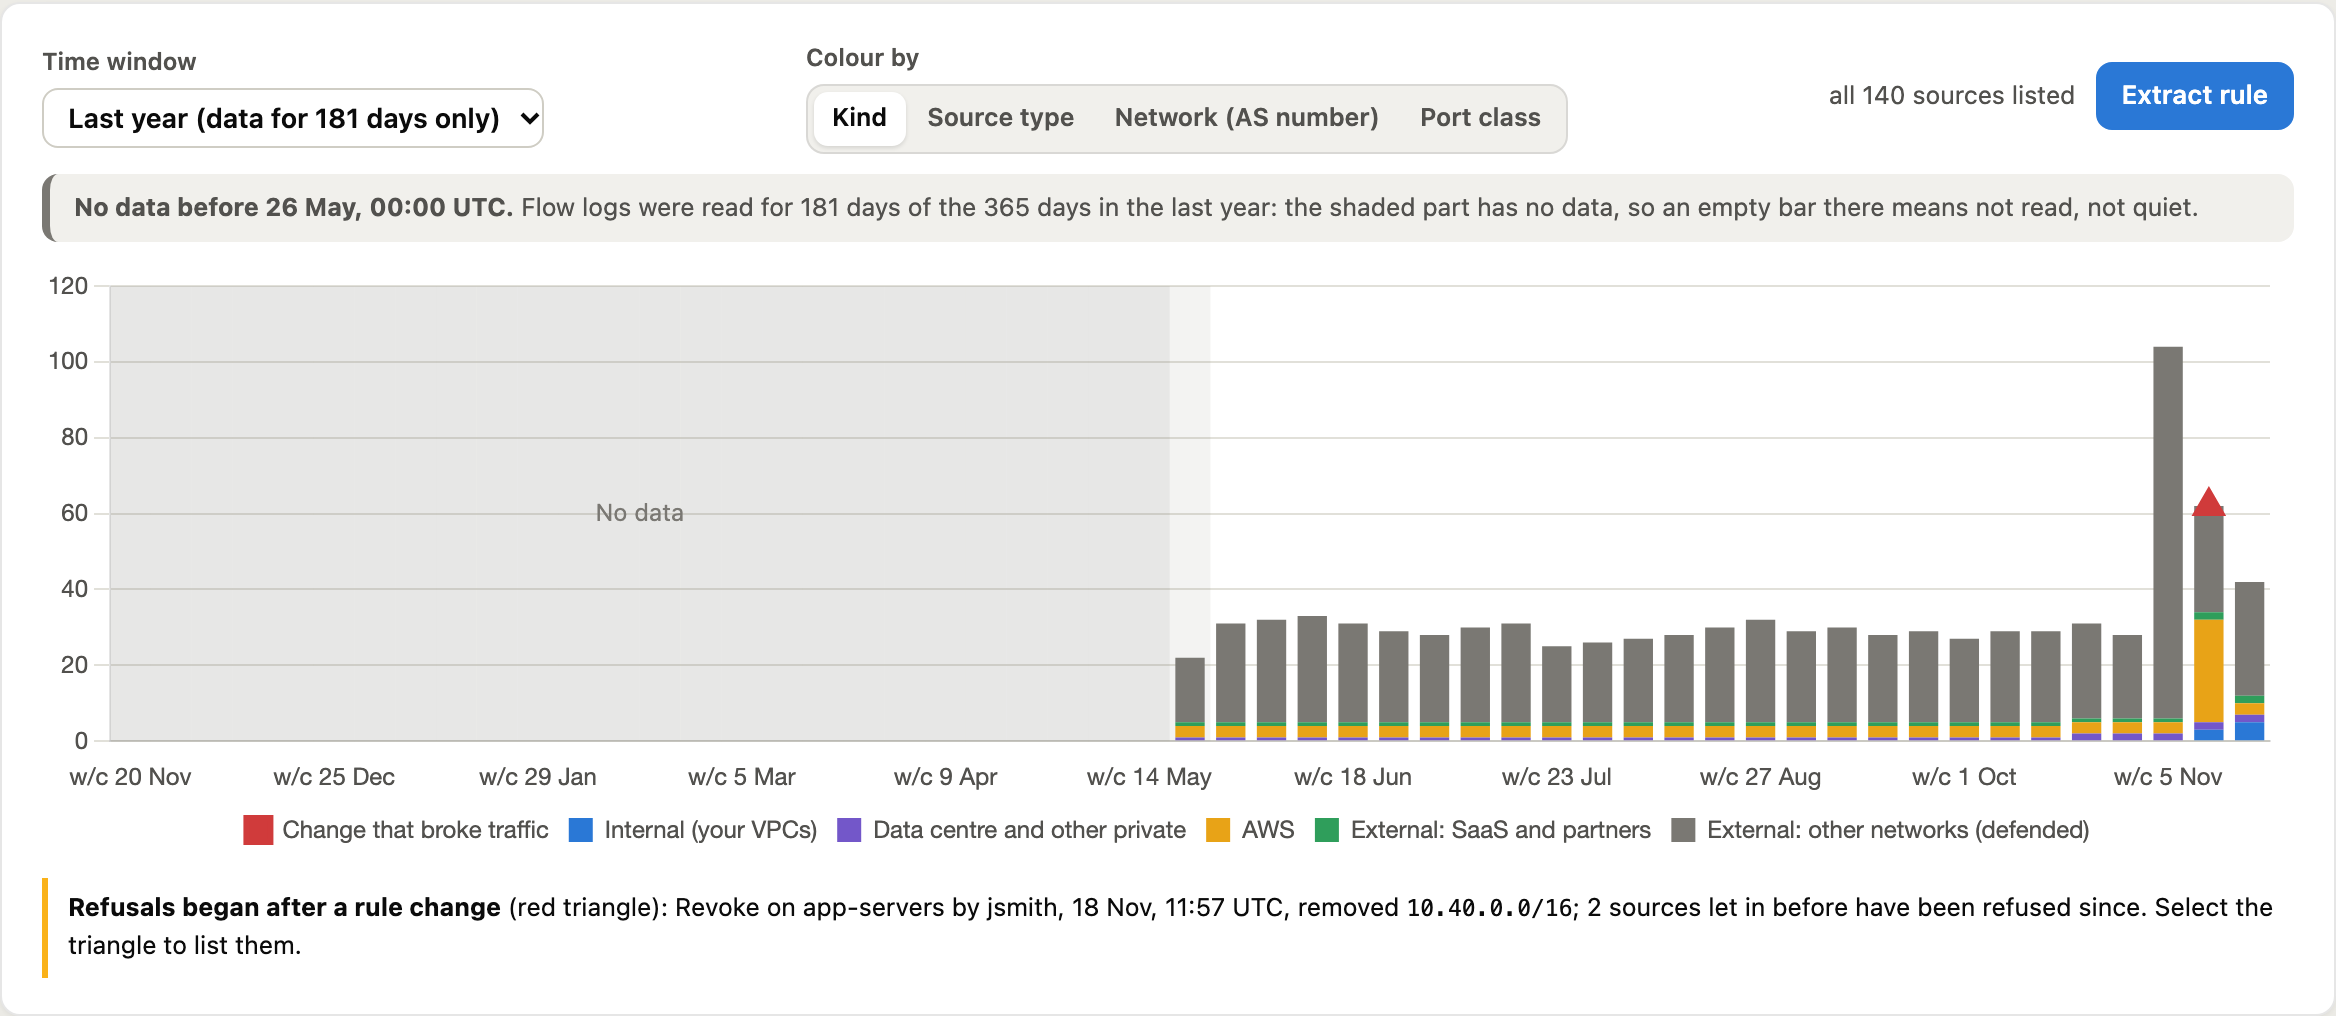 Time window
Colour by
Last year (data for 181 days only)
Kind
Source type
Network (AS number)
Port class
all 140 sources listed
Extract rule
No data before 26 May, 00:00 UTC. Flow logs were read for 181 days of the 365 days in the last year: the shaded part has no data, so an empty bar there means not read, not quiet.
120
100
80
60
40
20
0
No data
w/c 20 Nov
w/c 25 Dec
w/c 29 Jan
w/c 5 Mar
w/c 9 Apr
w/c 14 May
w/c 18 Jun
w/c 23 Jul
w/c 27 Aug
w/c 1 Oct
w/c 5 Nov
Change that broke traffic
Internal (your VPCs)
Data centre and other private
AWS
External: SaaS and partners
External: other networks (defended)
Refusals began after a rule change (red triangle): Revoke on app-servers by jsmith, 18 Nov, 11:57 UTC, removed 10.40.0.0/16; 2 sources let in before have been refused since. Select the
triangle to list them.